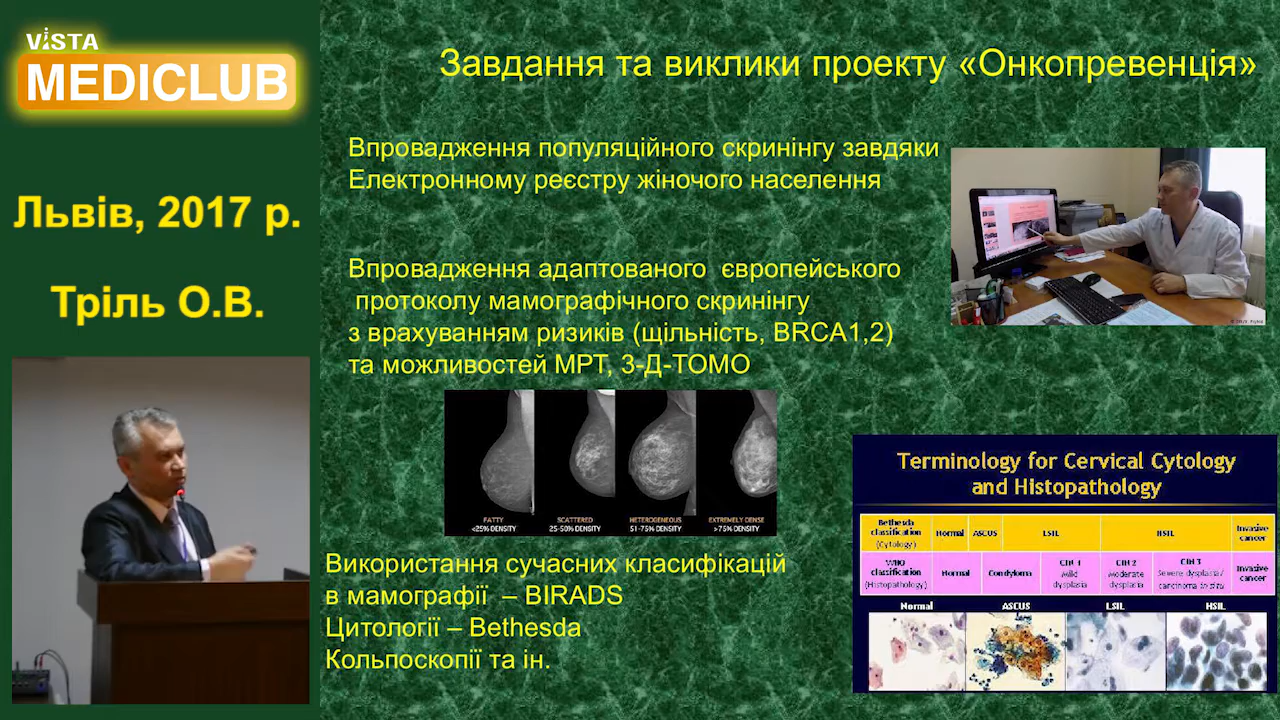 VISTA
MEDICLUB
Львів, 2017 р.
Тріль О.В.
Завдання та виклики проекту «Онкопревенція»
Впровадження популяційного скринінгу завдяки
Електронному реєстру жіночого населення
Впровадження адаптованого європейського
протоколу мамографічного скринінгу
з врахуванням ризиків (щільність, BRCA1,2)
та можливостей МРТ, 3-Д-ТОМО
FATTY SCATTERED HETEROGENEOUS EXTREMELY DENSE
<25% DENSITY 25-50% DENSITY 51-75% DENSITY >75% DENSITY
Використання сучасних класифікацій
в мамографії – BIRADS
Цитології – Bethesda
Кольпоскопії та ін.
Terminology for Cervical Cytology
and Histopathology
Bethesda classification (Cytology) Normal ASCUS LSIL HSIL Invasive cancer
WHO classification (Histopathology) Normal Condyloma CIN 1 Mild dysplasia CIN 2 Moderate dysplasia CIN 3 Severe dysplasia/ carcinoma in situ Invasive cancer
Normal ASCUS LSIL HSIL